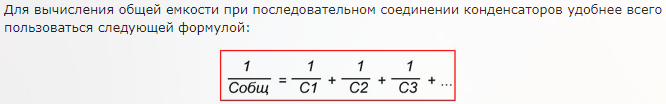 Для вычисления общей емкости при последовательном соединении конденсаторов удобнее всего
пользоваться следующей формулой:
1/Cобщ = 1/C1 + 1/C2 + 1/C3 + ...